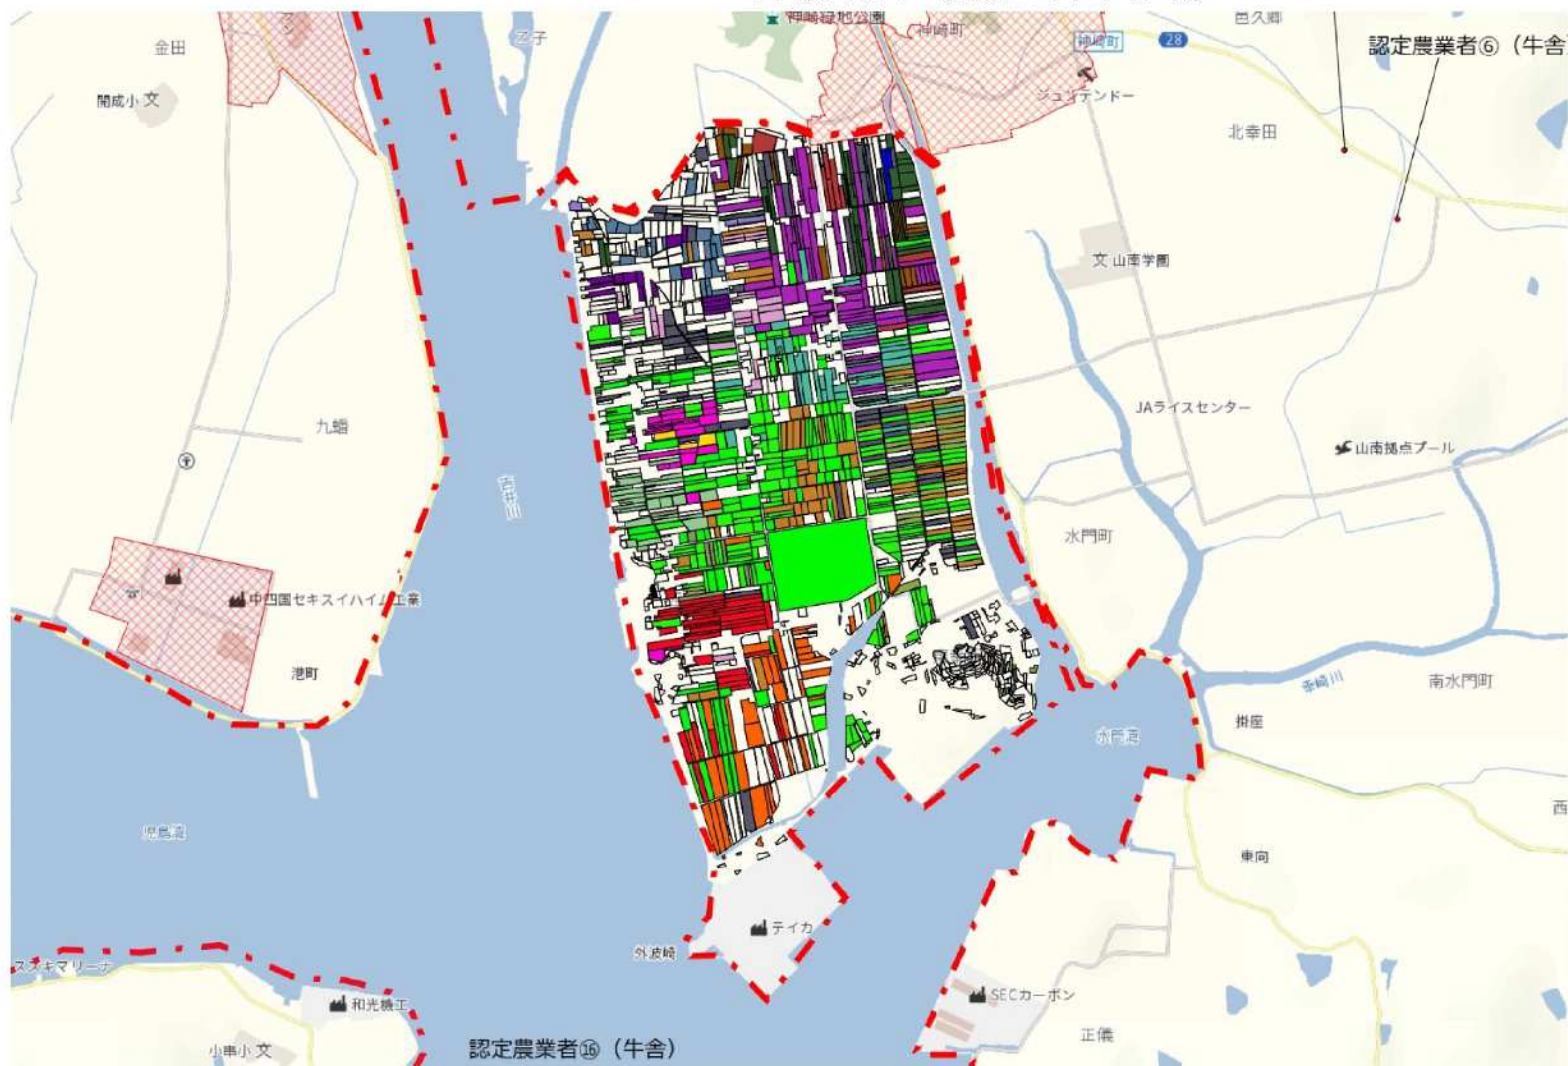 神崎緑地公園
神崎町
邑久郷
金田
乙子
神崎町
28
認定農業者⑥（牛舎
開成小
ジュンテンドー
北幸田
山南学園
JAライスセンター
九蟠
山南拠点プール
吉井川
水門町
中四国セキスイハイム工業
港町
南水門町
掛座
水門湾
児島湾
西
東向
テイカ
外波崎
スズキマリーナ
SECカーボン
和光機工
正儀
小串小
認定農業者⑯（牛舎）